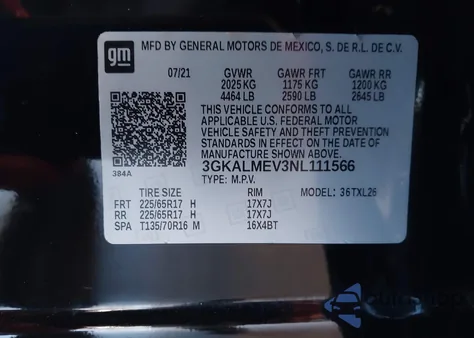 gm
MFD BY GENERAL MOTORS DE MEXICO, S. DE R.L. DE C.V.
07/21 GVWR GAWR FRT GAWR RR
2025 KG 1175 KG 1200 KG
4464 LB 2590 LB 2645 LB
THIS VEHICLE CONFORMS TO ALL
APPLICABLE U.S. FEDERAL MOTOR
VEHICLE SAFETY AND THEFT PREVENTION
STANDARDS IN EFFECT ON THE DATE
OF MANUFACTURE SHOWN ABOVE.
384A 3GKALMEV3NL111566
TYPE: M.P.V. 36TXL26
TIRE SIZE RIM
FRT 225/65R17 H 17X7J
RR 225/65R17 H 17X7J
SPA T135/70R16 M 16X4BT